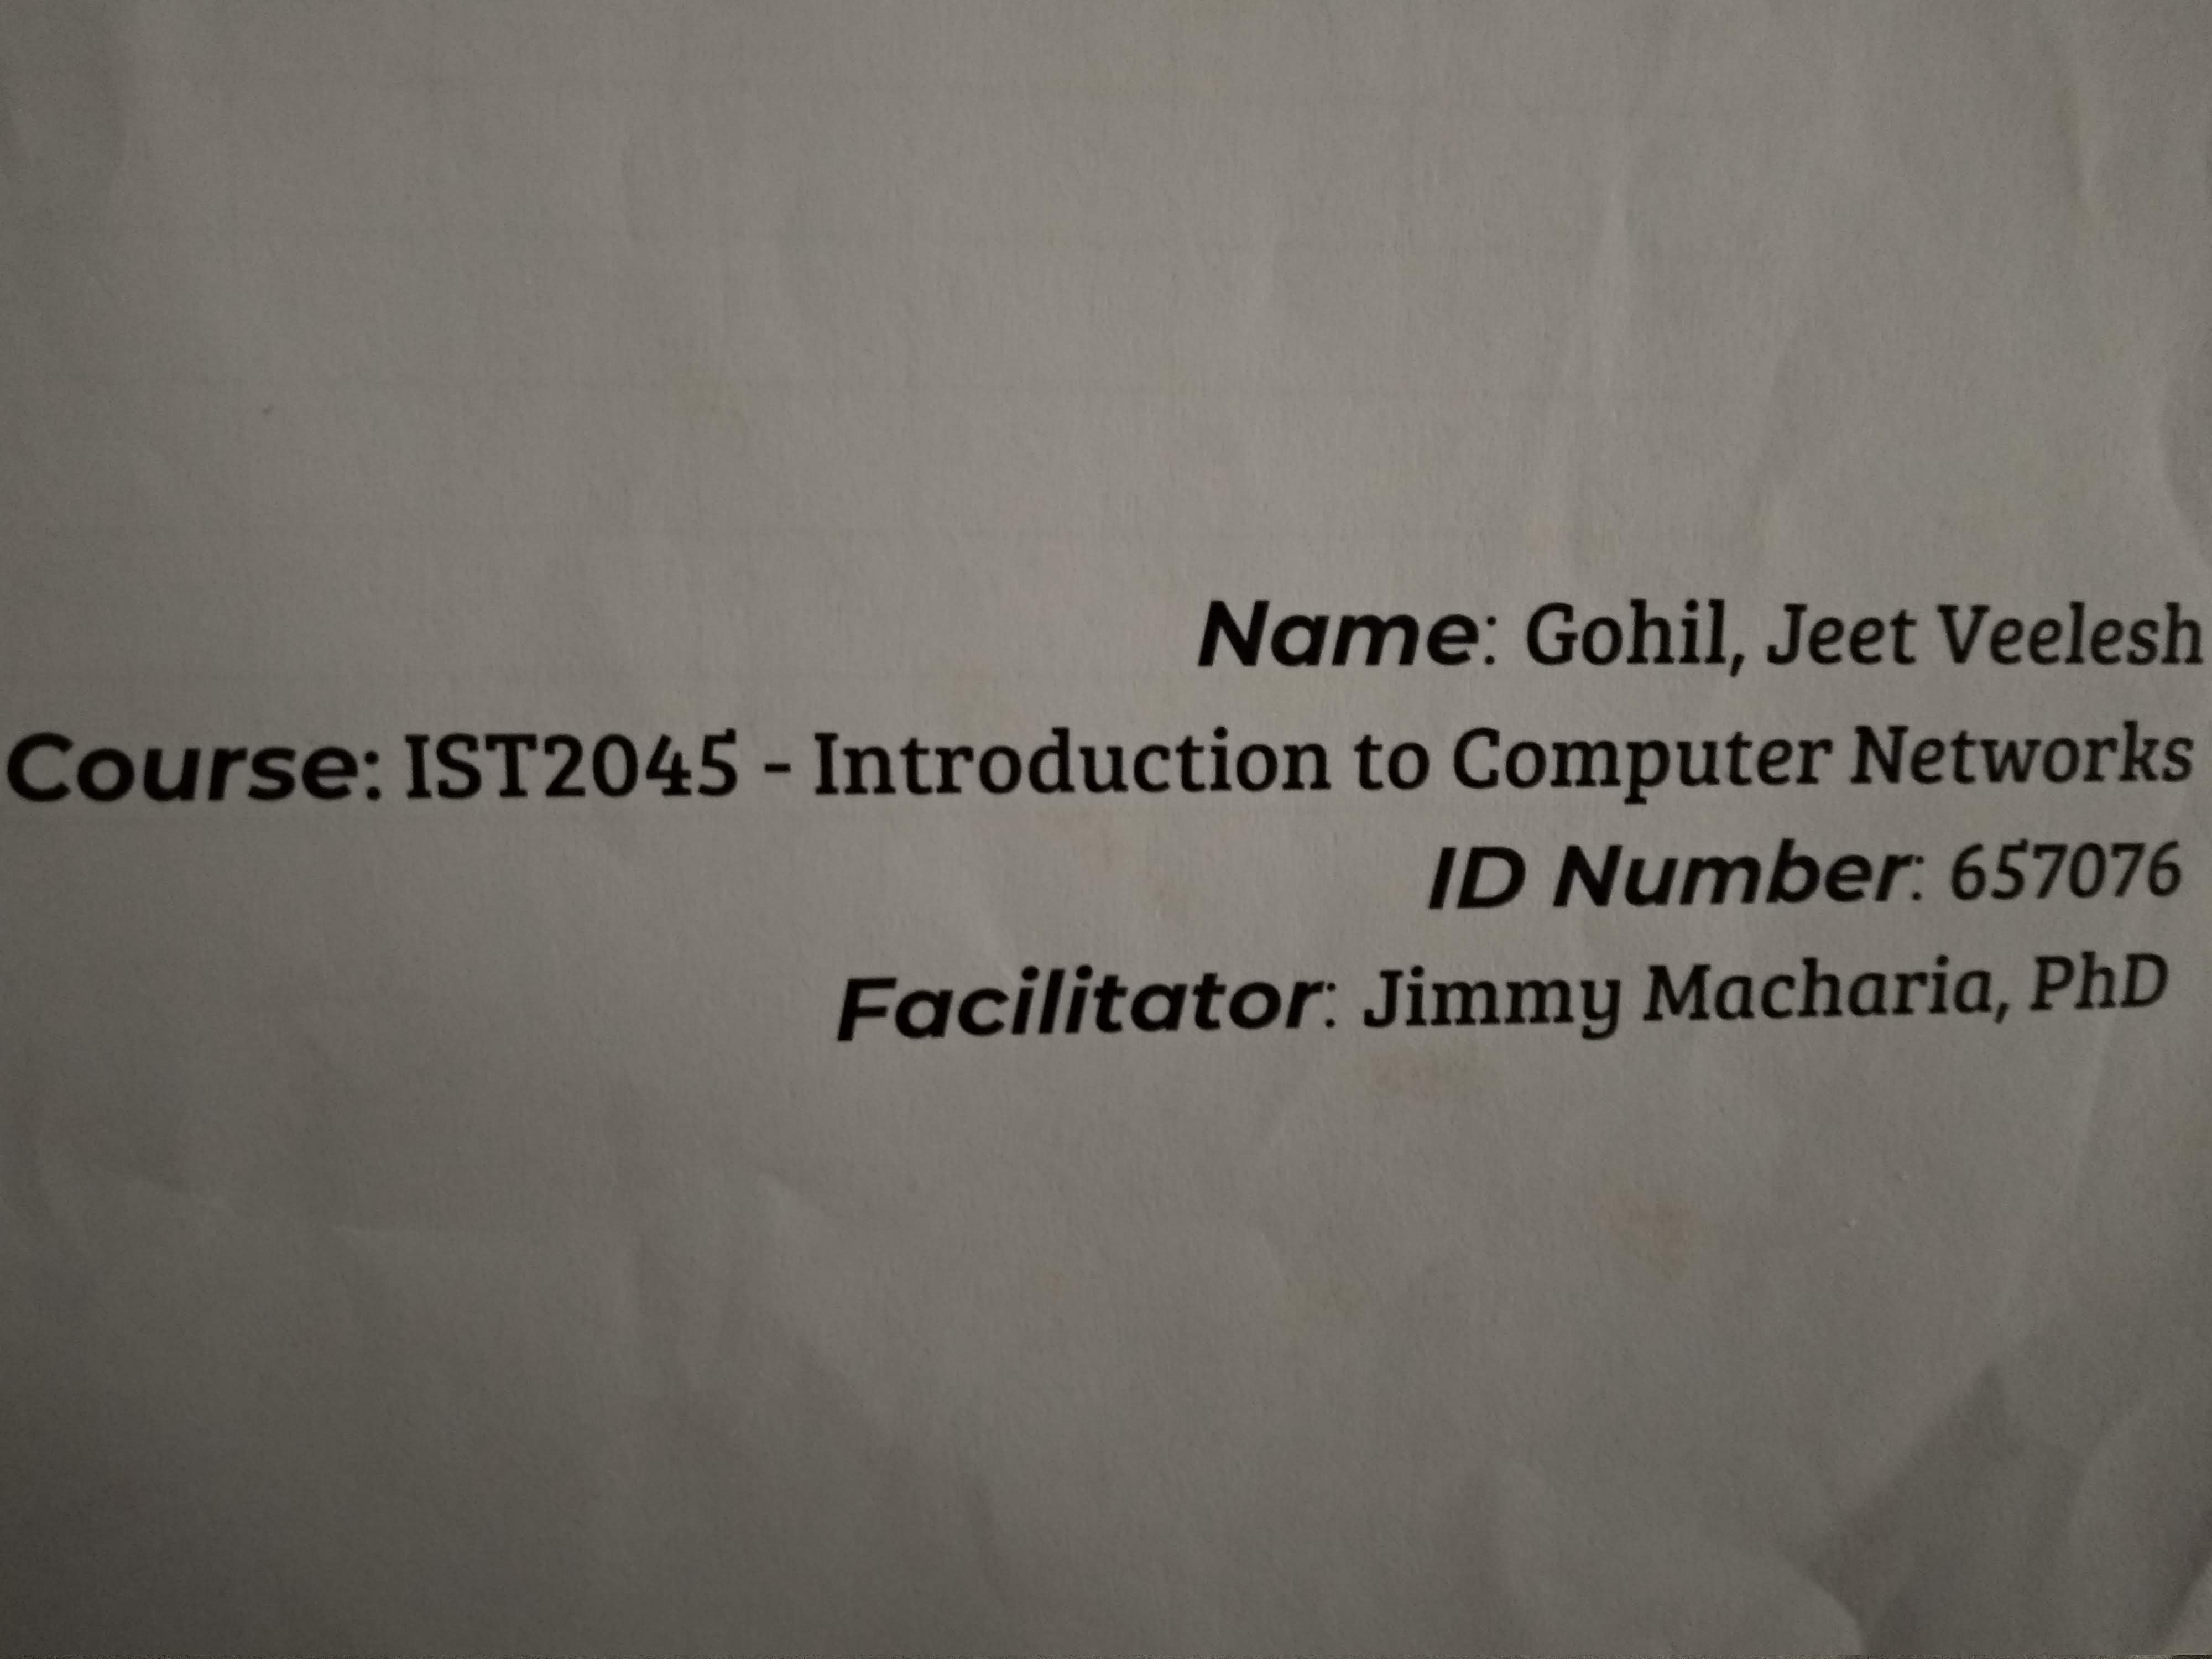 Name: Gohil, Jeet Veelesh
Course: IST2045 - Introduction to Computer Networks
ID Number: 657076
Facilitator: Jimmy Macharia, PhD